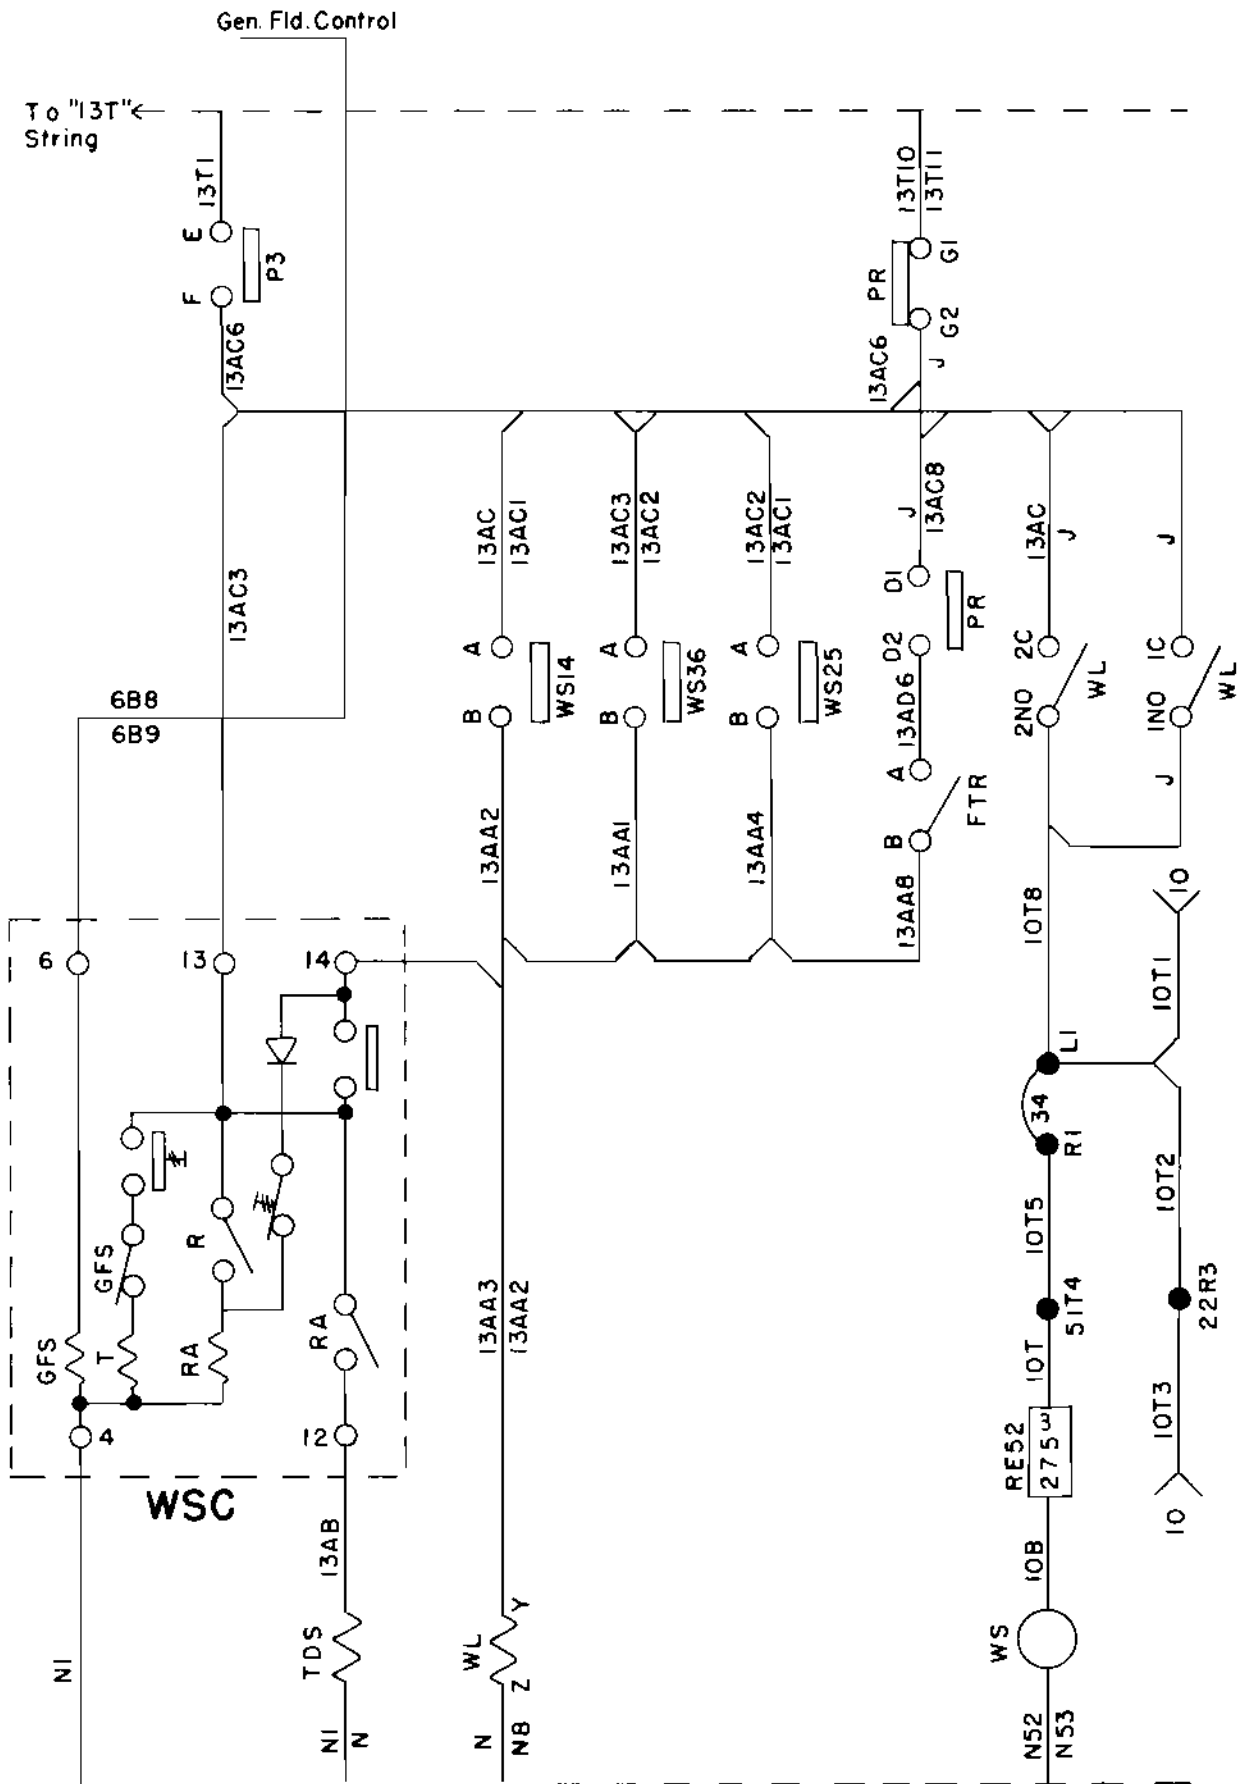 Gen. Fld. Control
To "13T"
String
13T1
E
F
P3
13AC6
13T10
13T11
PR
G1
G2
13AC6
J
13AC3
6B8
6B9
13AC
13AC1
A
B
WS14
13AC3
13AC2
A
B
WS36
13AC2
13AC1
A
B
WS25
J
13AC8
D1
D2
PR
13AD6
A
B
FTR
13AC
J
2C
2NO
WL
J
1C
1NO
WL
J
13AA2
13AA1
13AA4
13AA8
10T8
10
10T1
6
13
14
L1
34
R1
GFS
R
10T5
10T2
GFS
T
RA
RA
13AA3
13AA2
51T4
22R3
10T
10T3
4
12
RE52
275
3
10
WSC
13AB
10B
N1
TDS
WL
Y
Z
WS
N1
N
N
N8
N52
N53